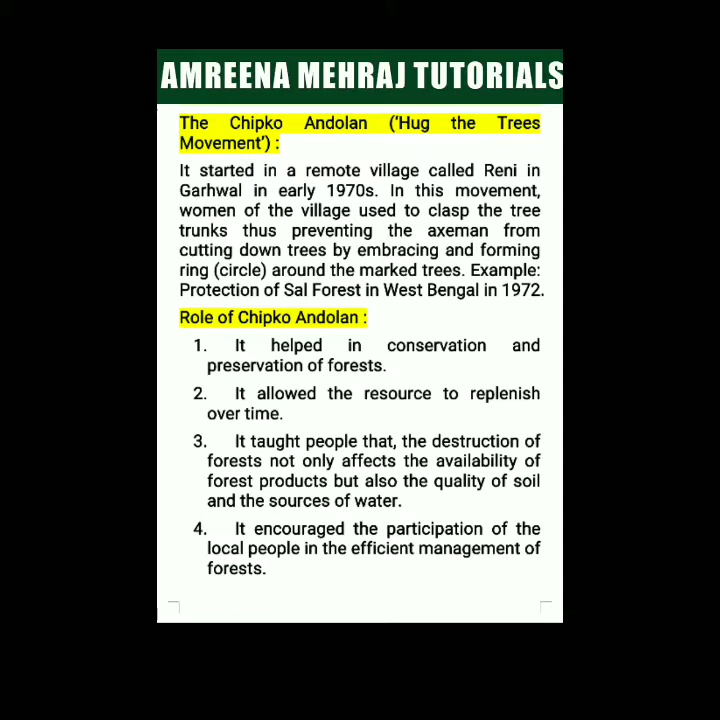 AMREENA MEHRAJ TUTORIALS
The Chipko Andolan ('Hug the Trees
Movement') :
It started in a remote village called Reni in
Garhwal in early 1970s. In this movement,
women of the village used to clasp the tree
trunks thus preventing the axeman from
cutting down trees by embracing and forming
ring (circle) around the marked trees. Example:
Protection of Sal Forest in West Bengal in 1972.
Role of Chipko Andolan :
1. It helped in conservation and
preservation of forests.
2. It allowed the resource to replenish
over time.
3. It taught people that, the destruction of
forests not only affects the availability of
forest products but also the quality of soil
and the sources of water.
4. It encouraged the participation of the
local people in the efficient management of
forests.